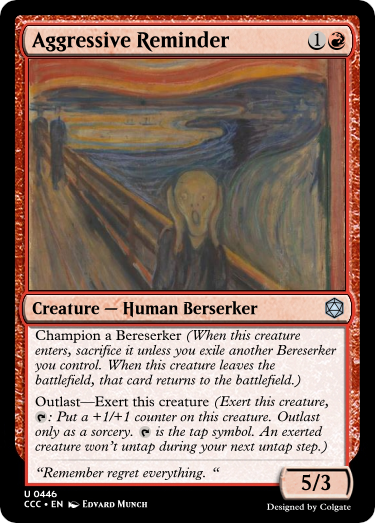 Aggressive Reminder 1
Creature — Human Berserker
Champion a Bereserker (When this creature
enters, sacrifice it unless you exile another Bereserker
you control. When this creature leaves the
battlefield, that card returns to the battlefield.)
Outlast—Exert this creature (Exert this creature,
: Put a +1/+1 counter on this creature. Outlast
only as a sorcery.  is the tap symbol. An exerted
creature won't untap during your next untap step.)
“Remember regret everything. “
5/3
U 0446
CCC • EN Edvard Munch
Designed by Colgate